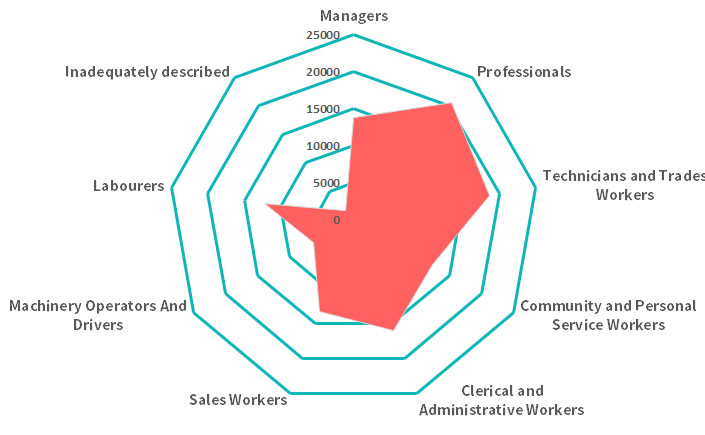 Managers
25000
Inadequately described
20000
Professionals
15000
10000
Labourers
5000
Technicians and Trades
Workers
0
Machinery Operators And
Drivers
Community and Personal
Service Workers
Sales Workers
Clerical and
Administrative Workers